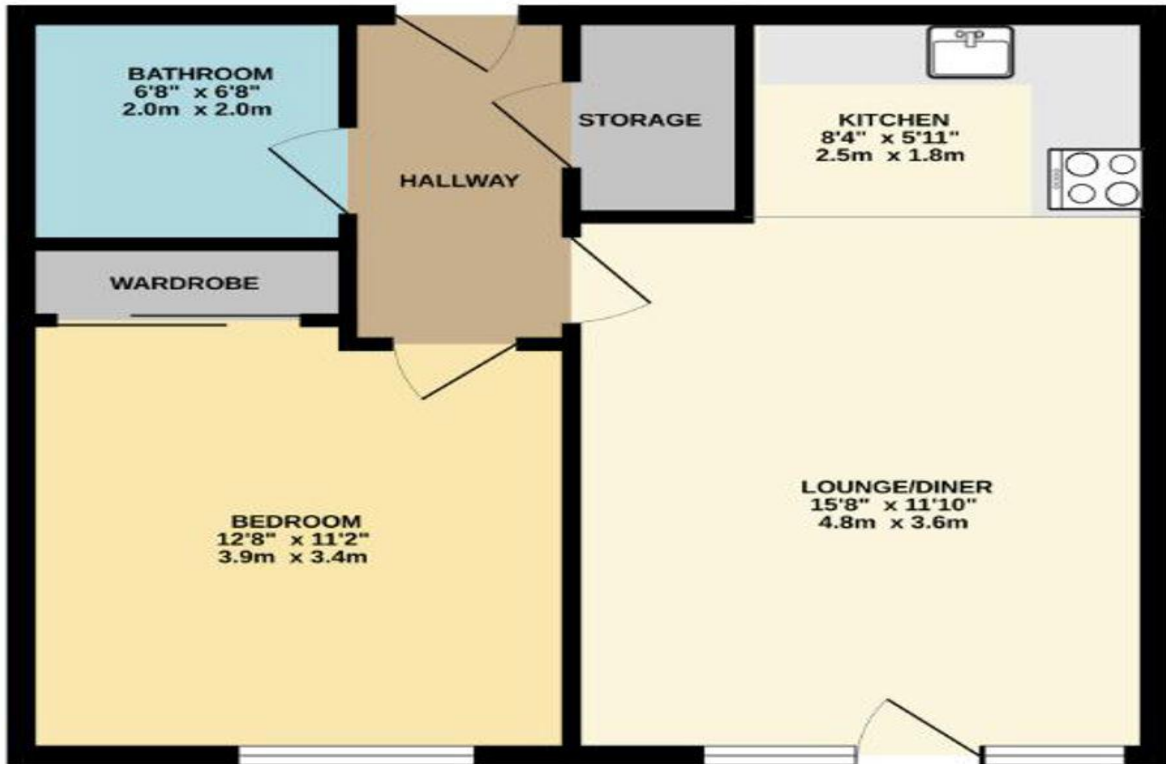 BATHROOM
6'8" x 6'8"
2.0m x 2.0m
STORAGE
KITCHEN
8'4" x 5'11"
2.5m x 1.8m
HALLWAY
WARDROBE
BEDROOM
12'8" x 11'2"
3.9m x 3.4m
LOUNGE/DINER
15'8" x 11'10"
4.8m x 3.6m